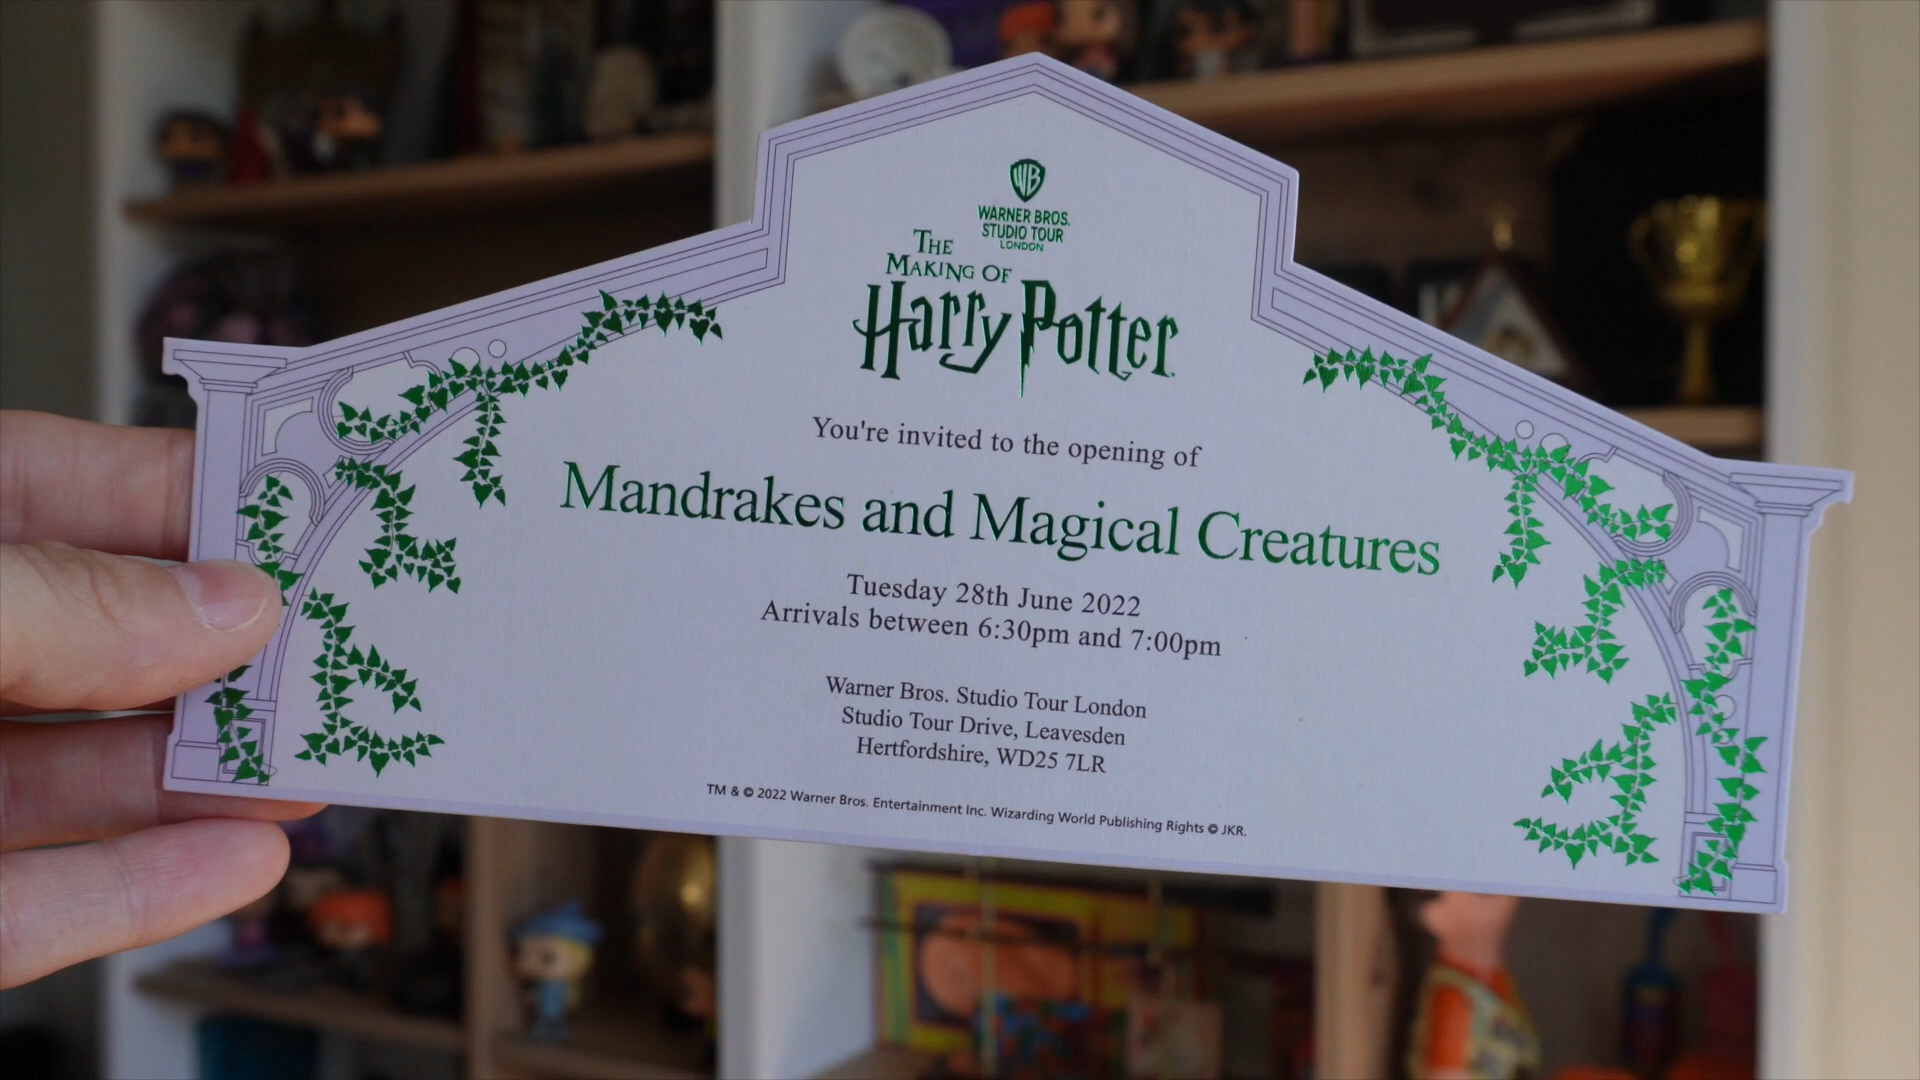 WB
WARNER BROS.
STUDIO TOUR
LONDON
THE
MAKING OF
Harry Potter
You're invited to the opening of
Mandrakes and Magical Creatures
Tuesday 28th June 2022
Arrivals between 6:30pm and 7:00pm
Warner Bros. Studio Tour London
Studio Tour Drive, Leavesden
Hertfordshire, WD25 7LR
TM & © 2022 Warner Bros. Entertainment Inc. Wizarding World Publishing Rights © JKR.